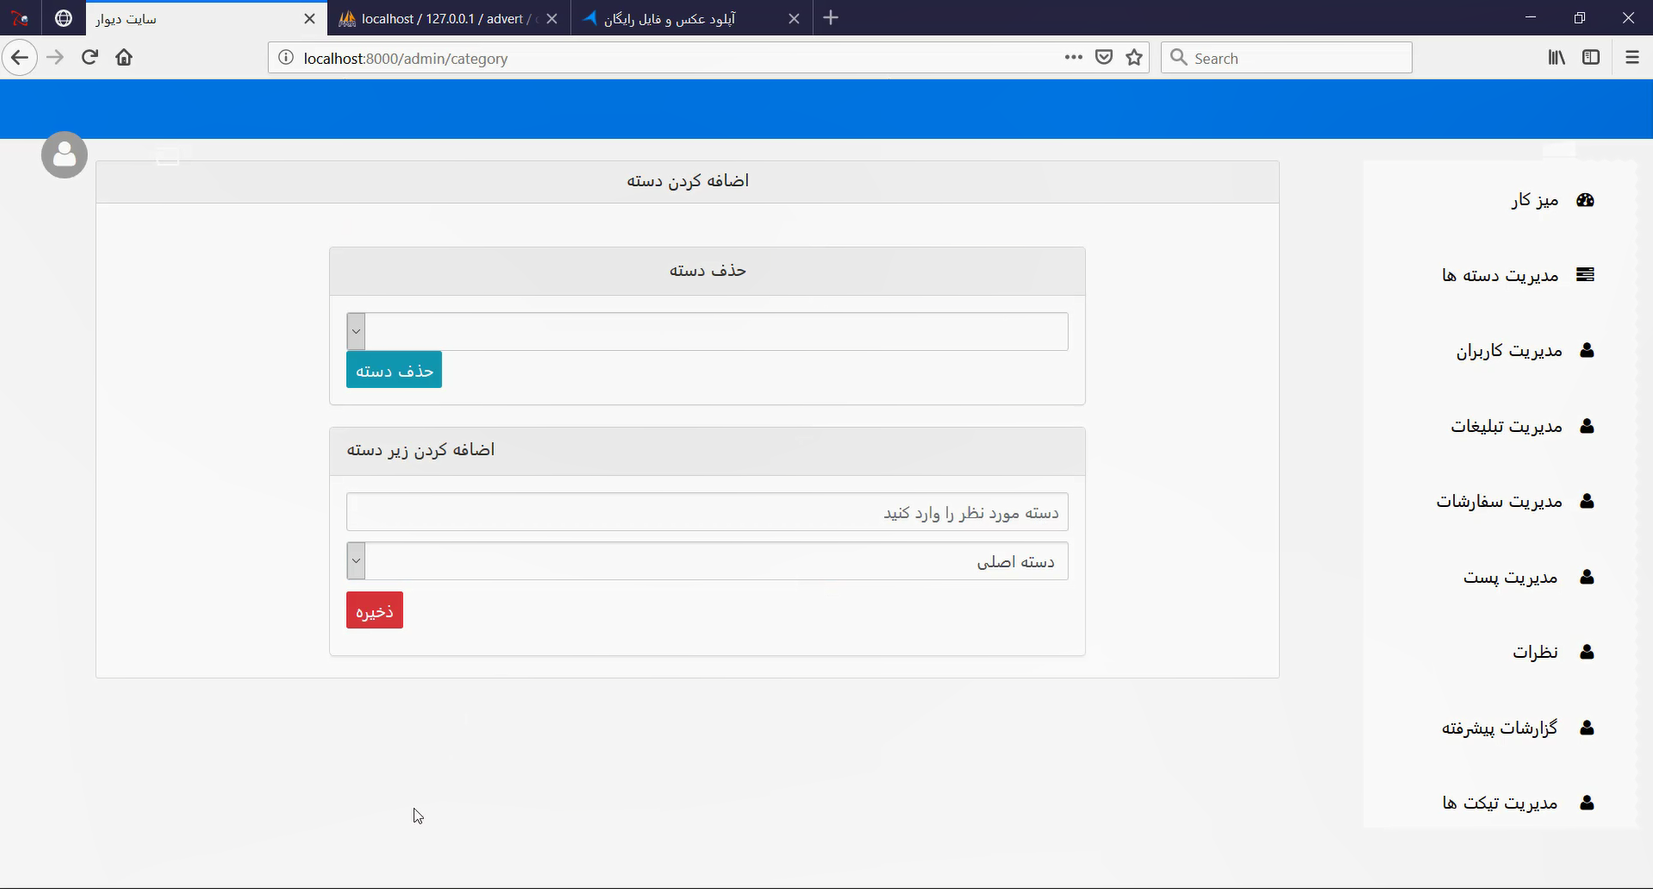 سایت دیوار
localhost / 127.0.0.1 / advert /
آپلود عکس و فایل رایگان
localhost:8000/admin/category
Search
اضافه کردن دسته
حذف دسته
حذف دسته
اضافه کردن زیر دسته
دسته مورد نظر را وارد کنید
دسته اصلی
ذخیره
میز کار
مدیریت دسته ها
مدیریت کاربران
مدیریت تبلیغات
مدیریت سفارشات
مدیریت پست
نظرات
گزارشات پیشرفته
مدیریت تیکت ها